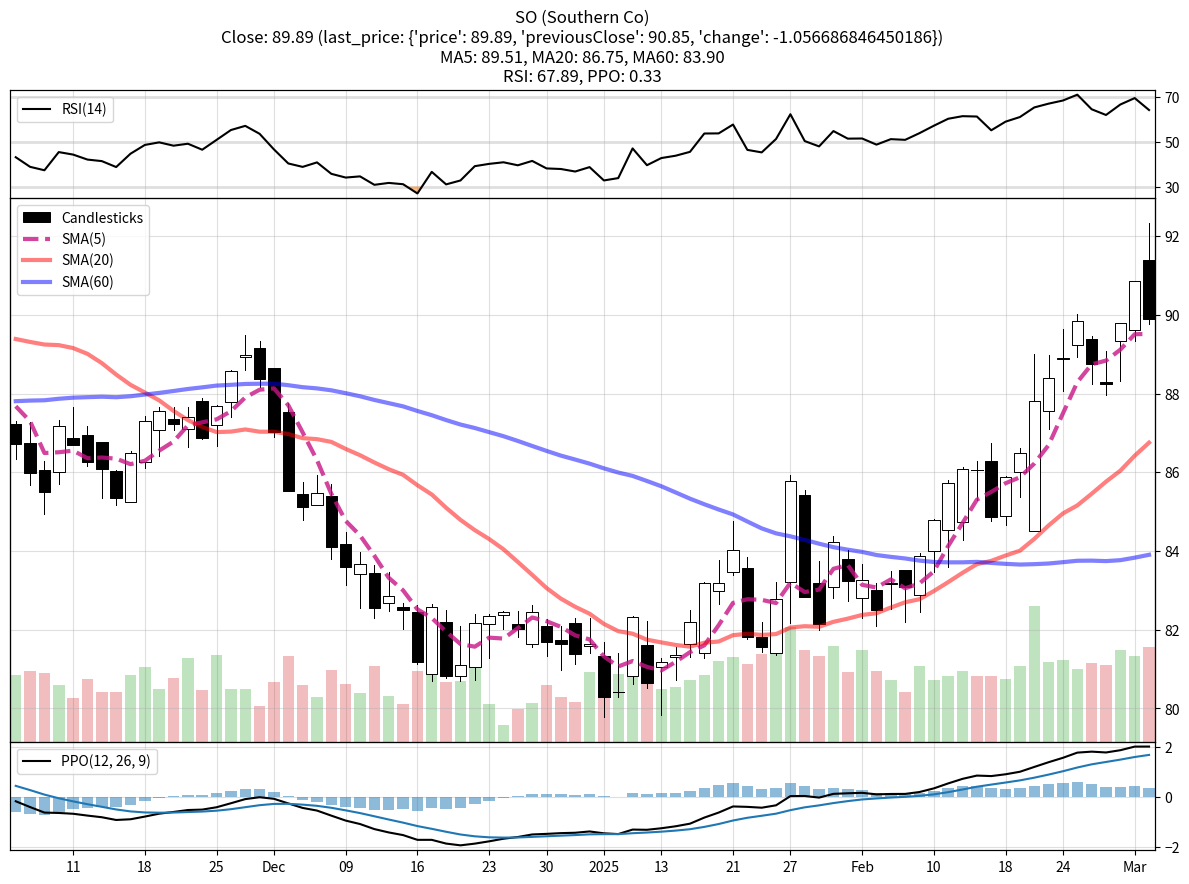 SO (Southern Co)
Close: 89.89 (last_price: {'price': 89.89, 'previousClose': 90.85, 'change': -1.056686846450186})
MA5: 89.51, MA20: 86.75, MA60: 83.90
RSI: 67.89, PPO: 0.33
RSI(14)
70
50
30
Candlesticks
SMA(5)
SMA(20)
SMA(60)
92
90
88
86
84
82
80
PPO(12, 26, 9)
2
0
−2
11 18 25 Dec 09 16 23 30 2025 13 21 27 Feb 10 18 24 Mar